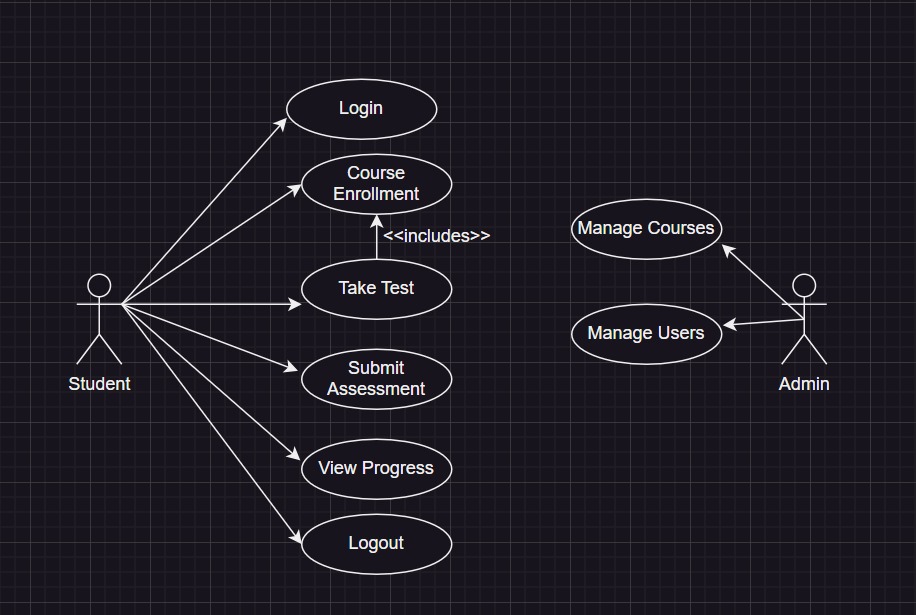 Login
Course
Enrollment
<<includes>>
Take Test
Submit
Assessment
View Progress
Logout
Student
Manage Courses
Manage Users
Admin